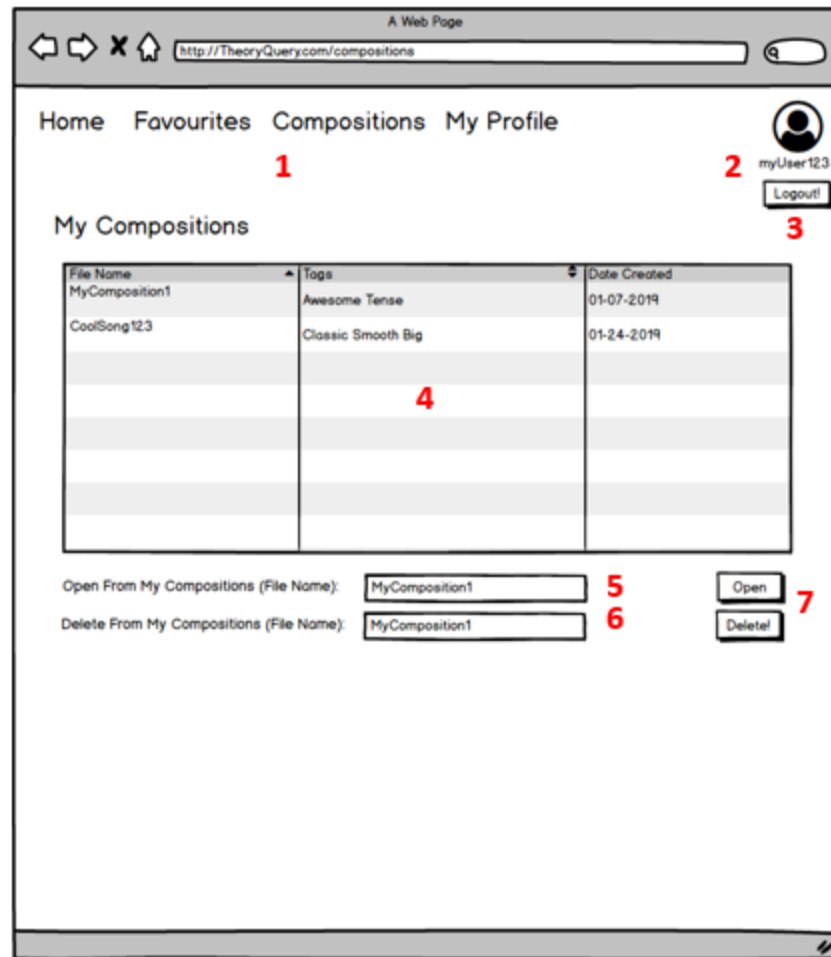 A Web Page
http://TheoryQuery.com/compositions
Home Favourites Compositions My Profile
1
2 myUser123
Logout!
3
My Compositions
File Name Tags Date Created
MyComposition1 Awesome Tense 01-07-2019
CoolSong123 Classic Smooth Big 01-24-2019
4
Open From My Compositions (File Name): MyComposition1 5 Open
7
Delete From My Compositions (File Name): MyComposition1 6 Delete!